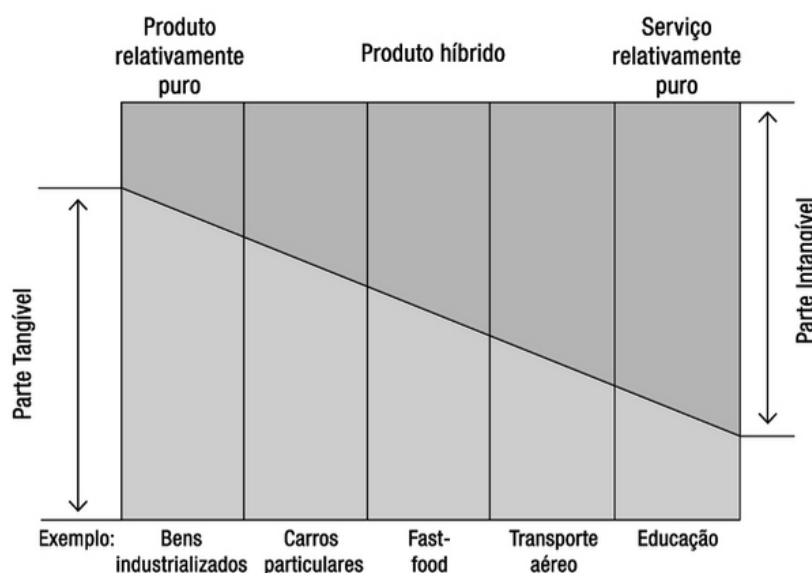 Produto
relativamente
puro
Produto híbrido
Serviço
relativamente
puro
Parte Tangível
Parte Intangível
Exemplo:
Bens
industrializados
Carros
particulares
Fast-
food
Transporte
aéreo
Educação